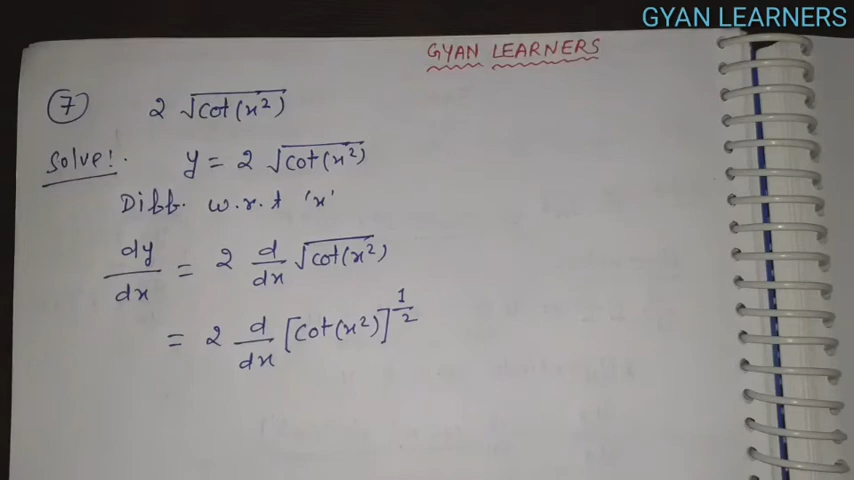 GYAN LEARNERS
GYAN LEARNERS
7 2 √cot(x²)
Solve!. y = 2 √cot(x²)
Diff. w.r.t 'x'
dy/dx = 2 d/dx √cot(x²)
= 2 d/dx [cot(x²)]^1/2